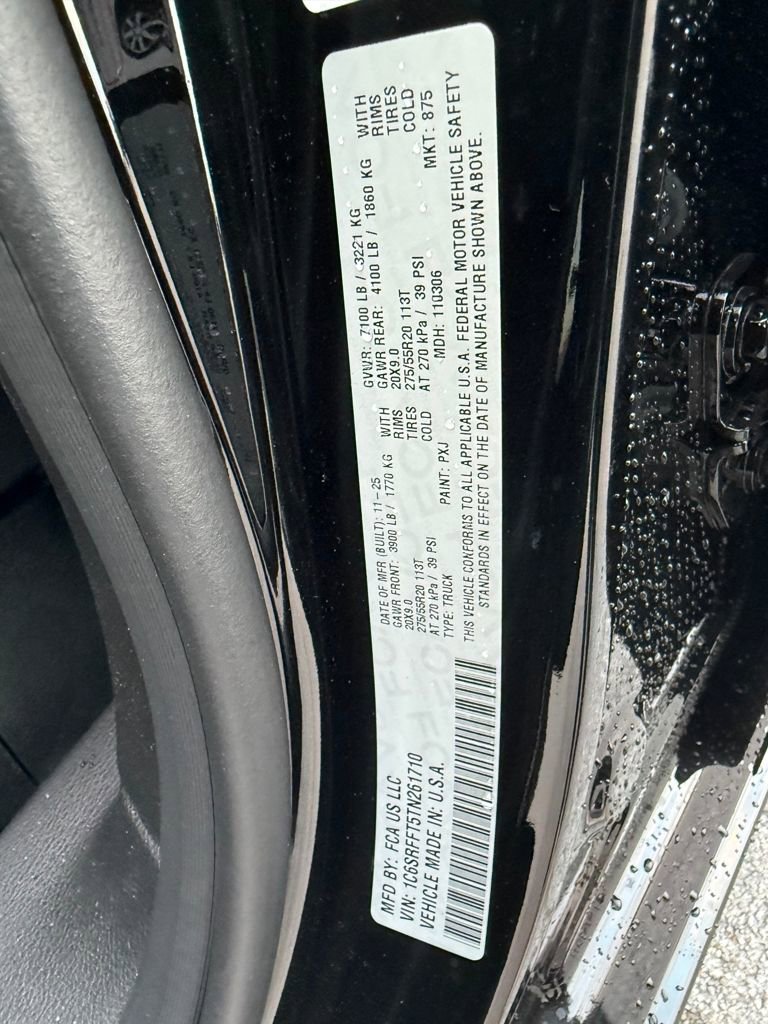 MFD BY: FCA US LLC
VIN: 1C6SRFFT5TN261710
VEHICLE MADE IN: U.S.A.
DATE OF MFR (BUILT): 11-25
GAWR FRONT: 3900 LB / 1770 KG WITH
20X9.0 RIMS
275/55R20 113T TIRES
AT 270 kPa / 39 PSI COLD
TYPE: TRUCK PAINT: PXJ
GVWR: 7100 LB / 3221 KG
GAWR REAR: 4100 LB / 1860 KG WITH
20X9.0 RIMS
275/55R20 113T TIRES
AT 270 kPa / 39 PSI COLD
MDH: 110306 MKT: 875
THIS VEHICLE CONFORMS TO ALL APPLICABLE U.S.A. FEDERAL MOTOR VEHICLE SAFETY
STANDARDS IN EFFECT ON THE DATE OF MANUFACTURE SHOWN ABOVE.